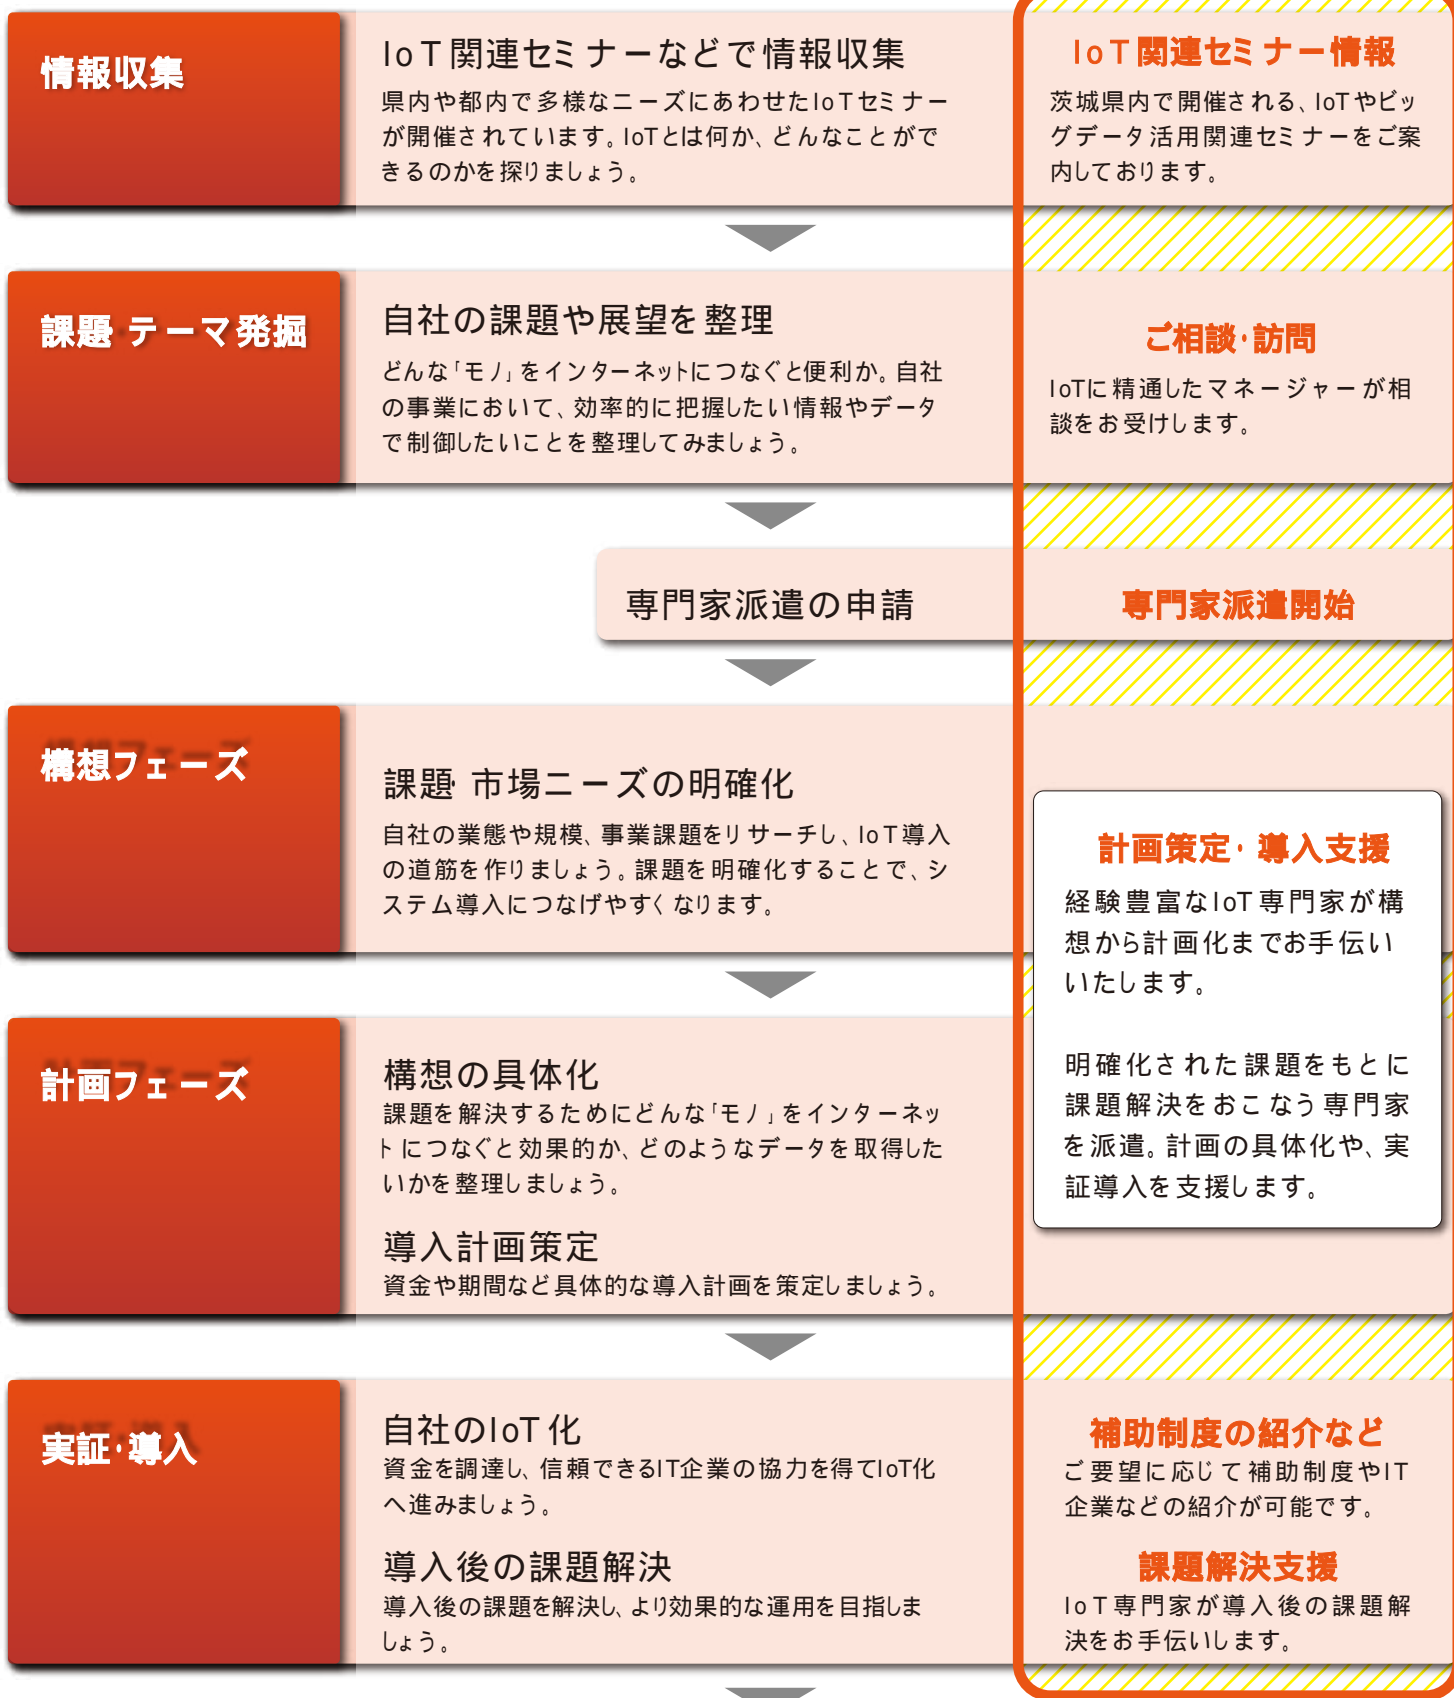 情報収集
IoT関連セミナーなどで情報収集
県内や都内で多様なニーズにあわせたIoTセミナー
が開催されています。IoTとは何か、どんなことがで
きるのかを探りましょう。
IoT関連セミナー情報
茨城県内で開催される、IoTやビッ
グデータ活用関連セミナーをご案
内しております。
課題・テーマ発掘
自社の課題や展望を整理
どんな「モノ」をインターネットにつなぐと便利か。自社
の事業において、効率的に把握したい情報やデータ
で制御したいことを整理してみましょう。
ご相談・訪問
IoTに精通したマネージャーが相
談をお受けします。
専門家派遣の申請
専門家派遣開始
構想フェーズ
課題・市場ニーズの明確化
自社の業態や規模、事業課題をリサーチし、IoT導入
の道筋を作りましょう。課題を明確化することで、シ
ステム導入につなげやすくなります。
計画策定・導入支援
経験豊富なIoT専門家が構
想から計画化までお手伝い
いたします。
明確化された課題をもとに
課題解決をおこなう専門家
を派遣。計画の具体化や、実
証導入を支援します。
計画フェーズ
構想の具体化
課題を解決するためにどんな「モノ」をインターネッ
トにつなぐと効果的か、どのようなデータを取得した
いかを整理しましょう。
導入計画策定
資金や期間など具体的な導入計画を策定しましょう。
実証・導入
自社のIoT化
資金を調達し、信頼できるIT企業の協力を得てIoT化
へ進みましょう。
導入後の課題解決
導入後の課題を解決し、より効果的な運用を目指しま
しょう。
補助制度の紹介など
ご要望に応じて補助制度やIT
企業などの紹介が可能です。
課題解決支援
IoT専門家が導入後の課題解
決をお手伝いします。